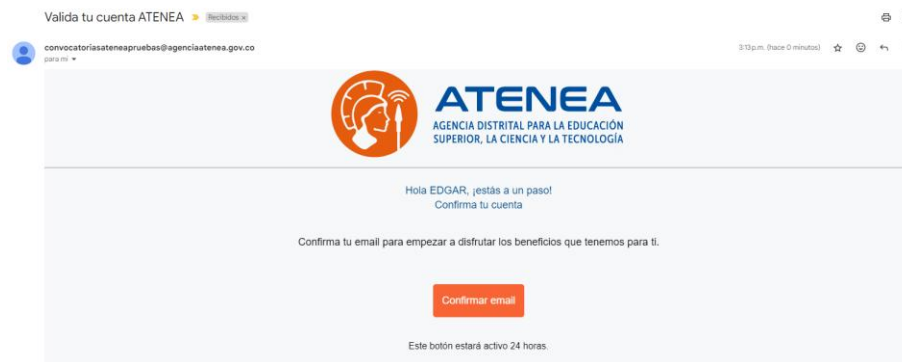 Valida tu cuenta ATENEA
Recibidos x
convocatoriasateneapruebas@agenciaatenea.gov.co
3:13 p.m. (hace 0 minutos)
para mí
ATENEA
AGENCIA DISTRITAL PARA LA EDUCACIÓN
SUPERIOR, LA CIENCIA Y LA TECNOLOGÍA
Hola EDGAR, ¡estás a un paso!
Confirma tu cuenta
Confirma tu email para empezar a disfrutar los beneficios que tenemos para ti.
Confirmar email
Este botón estará activo 24 horas.